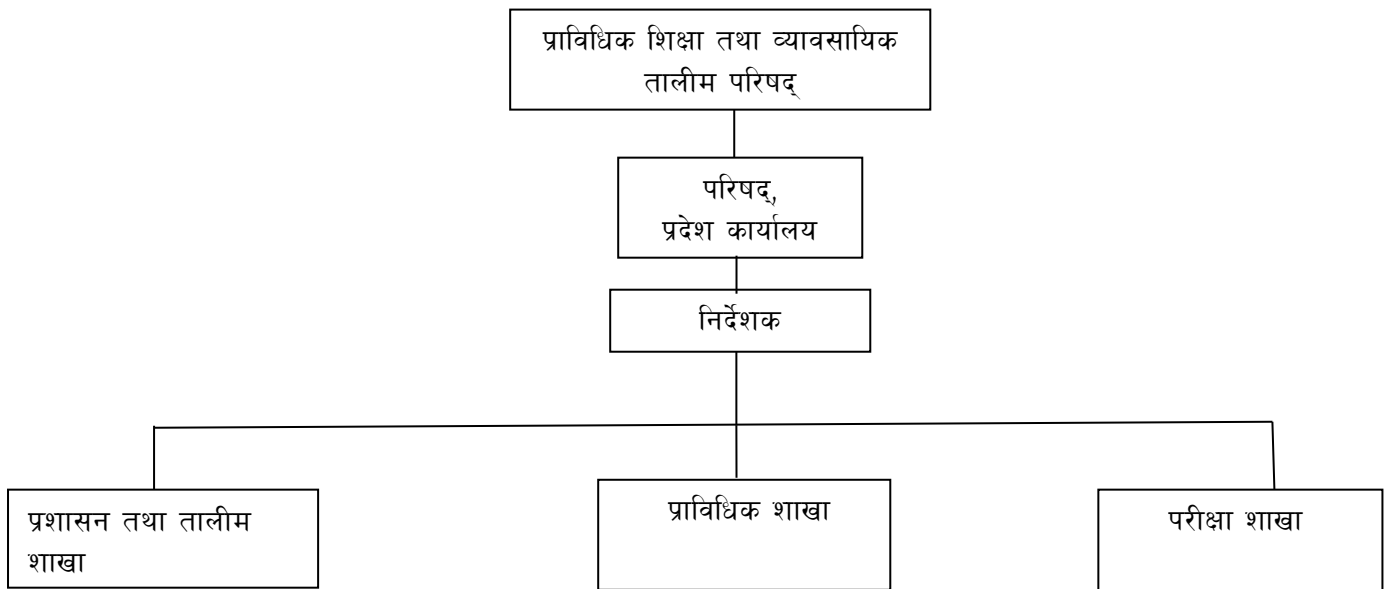 प्राविधिक शिक्षा तथा व्यावसायिक
तालीम परिषद्
परिषद्,
प्रदेश कार्यालय
निर्देशक
प्रशासन तथा तालीम
शाखा
प्राविधिक शाखा
परीक्षा शाखा